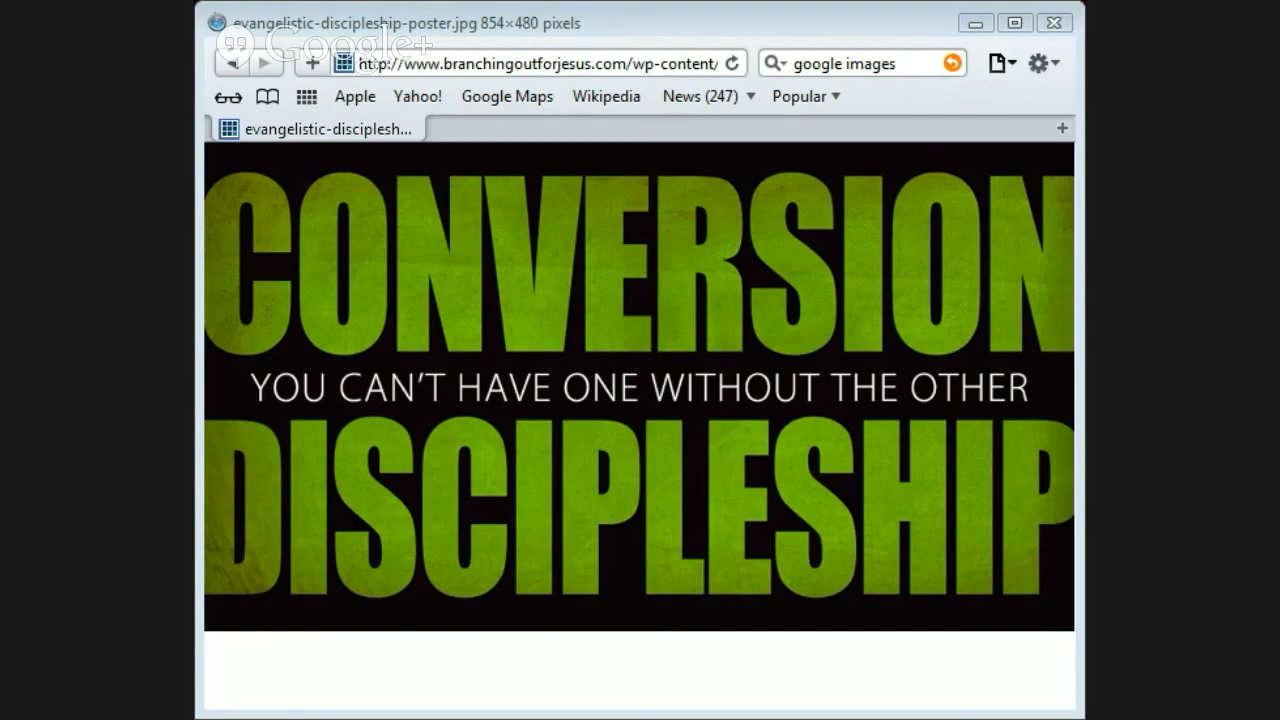 evangelistic-discipleship-poster.jpg 854×480 pixels
Google+
http://www.branchingoutforjesus.com/wp-content/
google images
Apple Yahoo! Google Maps Wikipedia News (247) Popular
evangelistic-disciplesh...
CONVERSION
YOU CAN'T HAVE ONE WITHOUT THE OTHER
DISCIPLESHIP